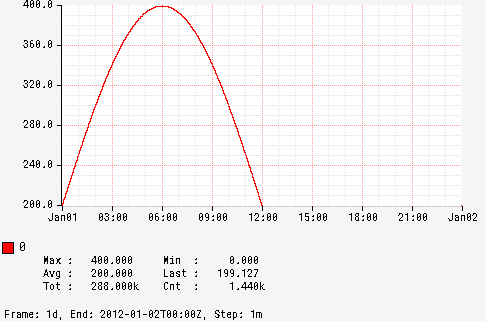 400.0
360.0
320.0
280.0
240.0
200.0
Jan01 03:00 06:00 09:00 12:00 15:00 18:00 21:00 Jan02
0
Max : 400.000 Min : 0.000
Avg : 200.000 Last : 199.127
Tot : 288.000k Cnt : 1.440k
Frame: 1d, End: 2012-01-02T00:00Z, Step: 1m